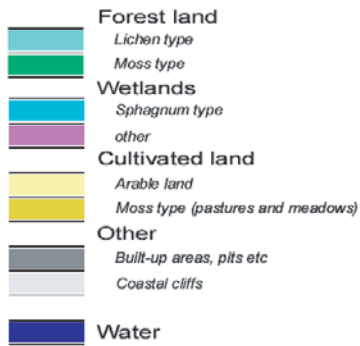 Forest land
Lichen type
Moss type
Wetlands
Sphagnum type
other
Cultivated land
Arable land
Moss type (pastures and meadows)
Other
Built-up areas, pits etc
Coastal cliffs
Water